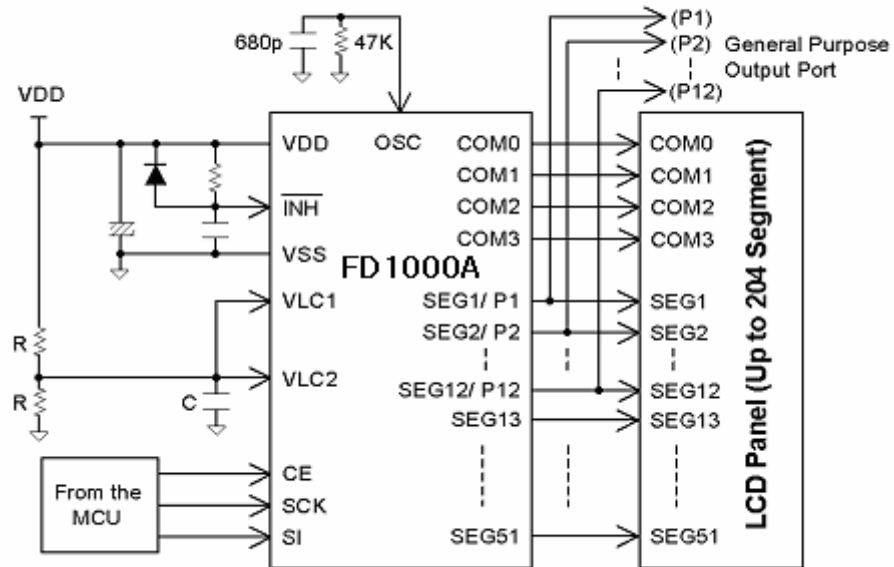 680p
47K
VDD
(P1)
(P2)
General Purpose
Output Port
(P12)
VDD
OSC
INH
VSS
FD1000A
VLC1
VLC2
R
R
C
From the
MCU
CE
SCK
SI
COM0
COM1
COM2
COM3
SEG1/ P1
SEG2/ P2
SEG12/ P12
SEG13
SEG51
COM0
COM1
COM2
COM3
SEG1
SEG2
SEG12
SEG13
SEG51
LCD Panel (Up to 204 Segment)